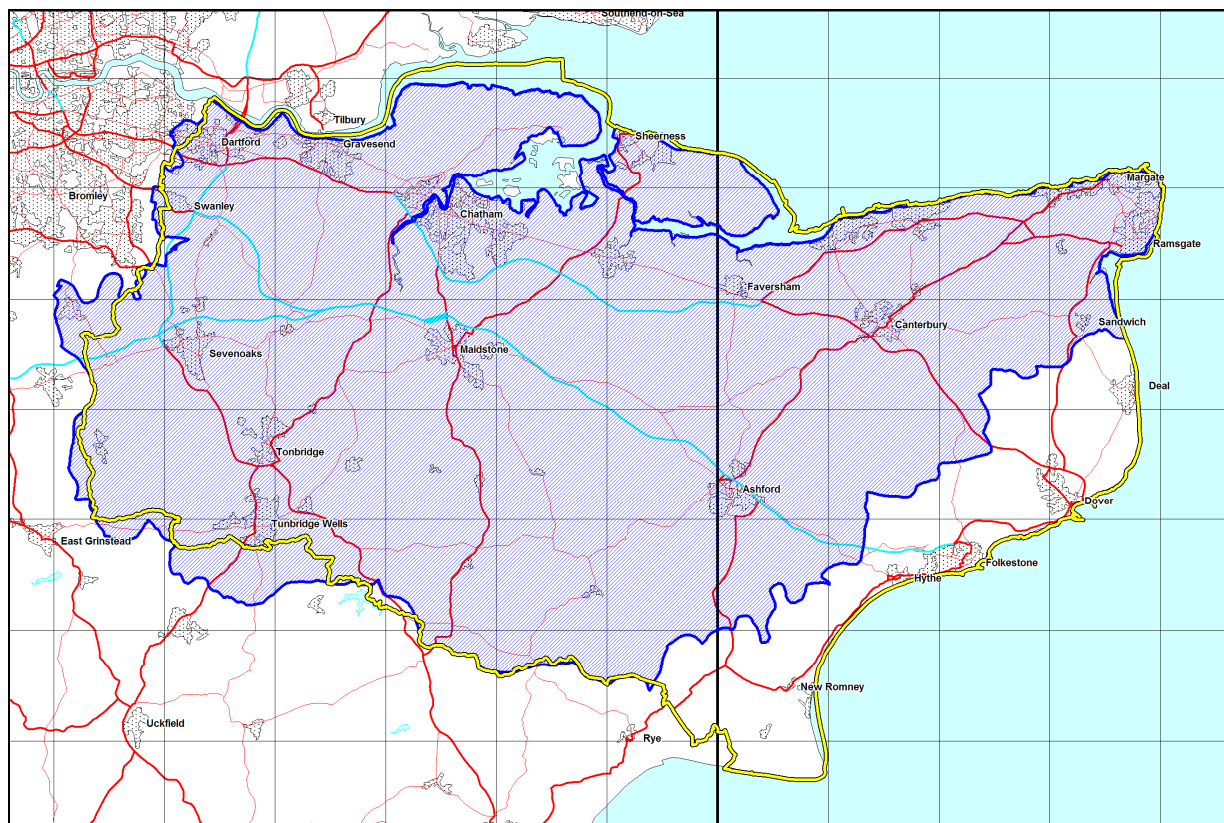 Southend-on-Sea
Tilbury
Dartford
Gravesend
Sheerness
Bromley
Swanley
Chatham
Margate
Ramsgate
Faversham
Canterbury
Sandwich
Sevenoaks
Maidstone
Deal
Tonbridge
Ashford
Dover
Tunbridge Wells
East Grinstead
Folkestone
Hythe
New Romney
Uckfield
Rye